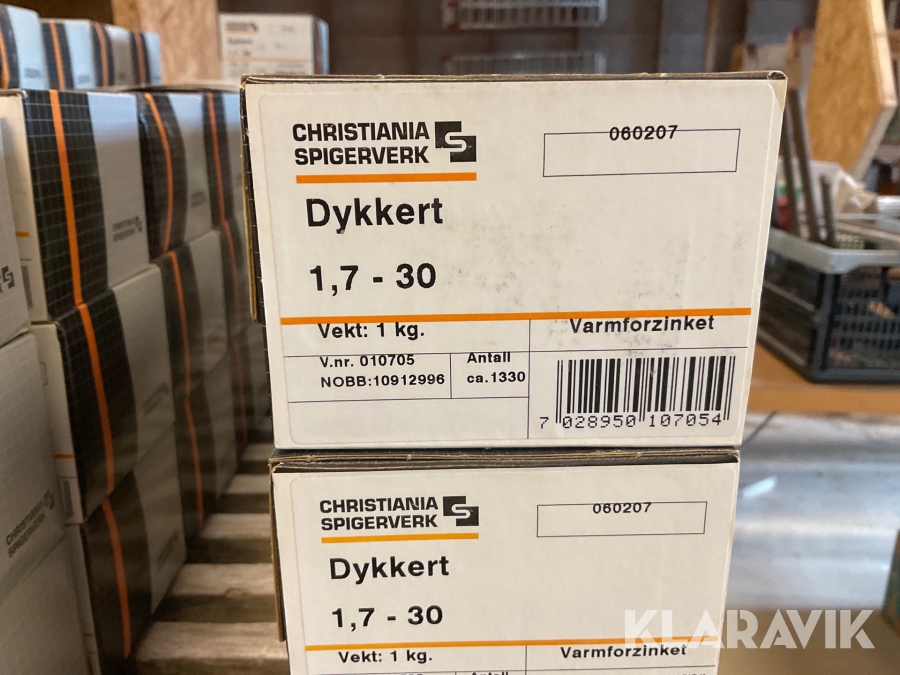 CHRISTIANIA
SPIGERVERK
060207
Dykkert
1,7 - 30
Vekt: 1 kg.
Varmforzinket
V.nr. 010705
NOBB:10912996
Antall
ca.1330
7 028950 107054
CHRISTIANIA
SPIGERVERK
060207
Dykkert
1,7 - 30
Vekt: 1 kg.
Varmforzinket
KLARAVIK